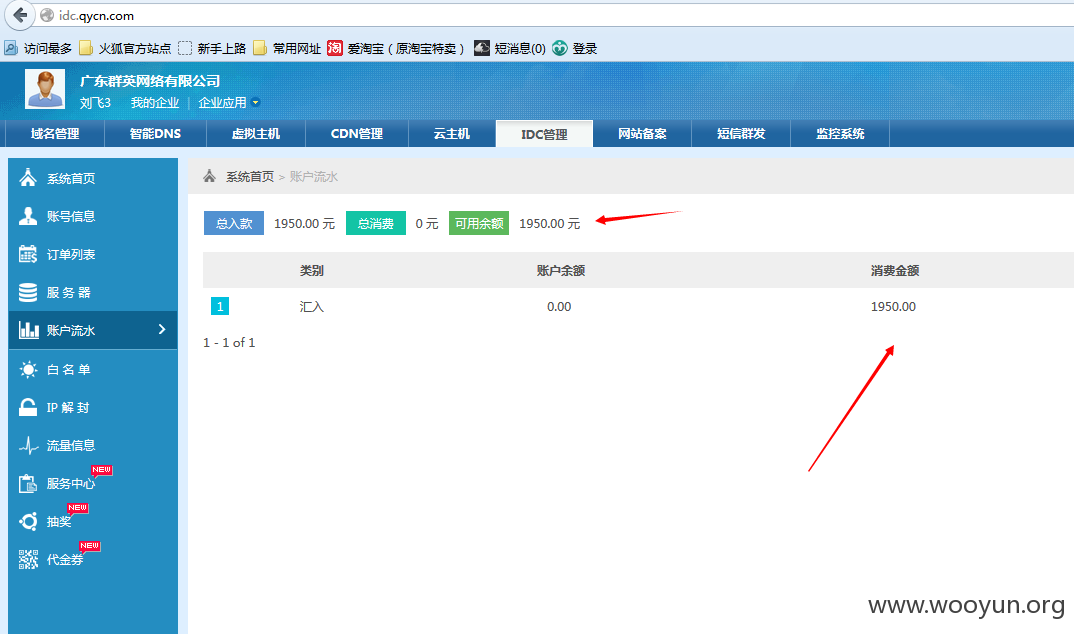 idc.qycn.com
访问最多 火狐官方站点 新手上路 常用网址 淘 爱淘宝（原淘宝特卖） 短消息(0) 登录
广东群英网络有限公司
刘飞3 我的企业 | 企业应用
域名管理 智能DNS 虚拟主机 CDN管理 云主机 IDC管理 网站备案 短信群发 监控系统
系统首页 > 账户流水
系统首页
账号信息
订单列表
服 务 器
账户流水
白 名 单
IP 解 封
流量信息
服务中心 NEW
抽奖 NEW
代金券 NEW
总入款 1950.00 元 总消费 0 元 可用余额 1950.00 元
类别 账户余额 消费金额
1 汇入 0.00 1950.00
1 - 1 of 1
www.wooyun.org